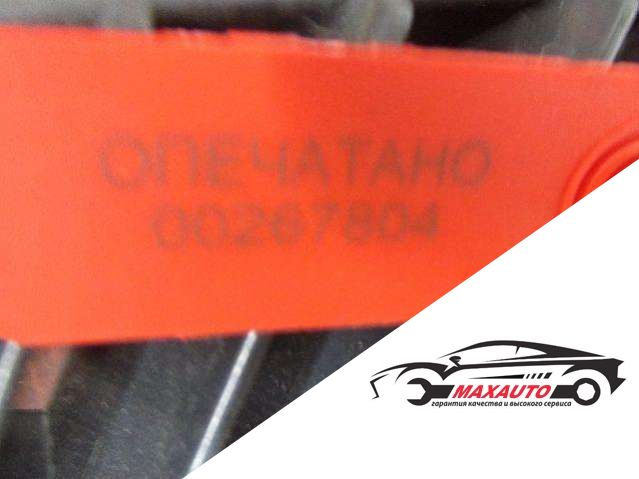 ОПЕЧАТАНО
00267804
MAXAUTO
гарантия качества и высокого сервиса